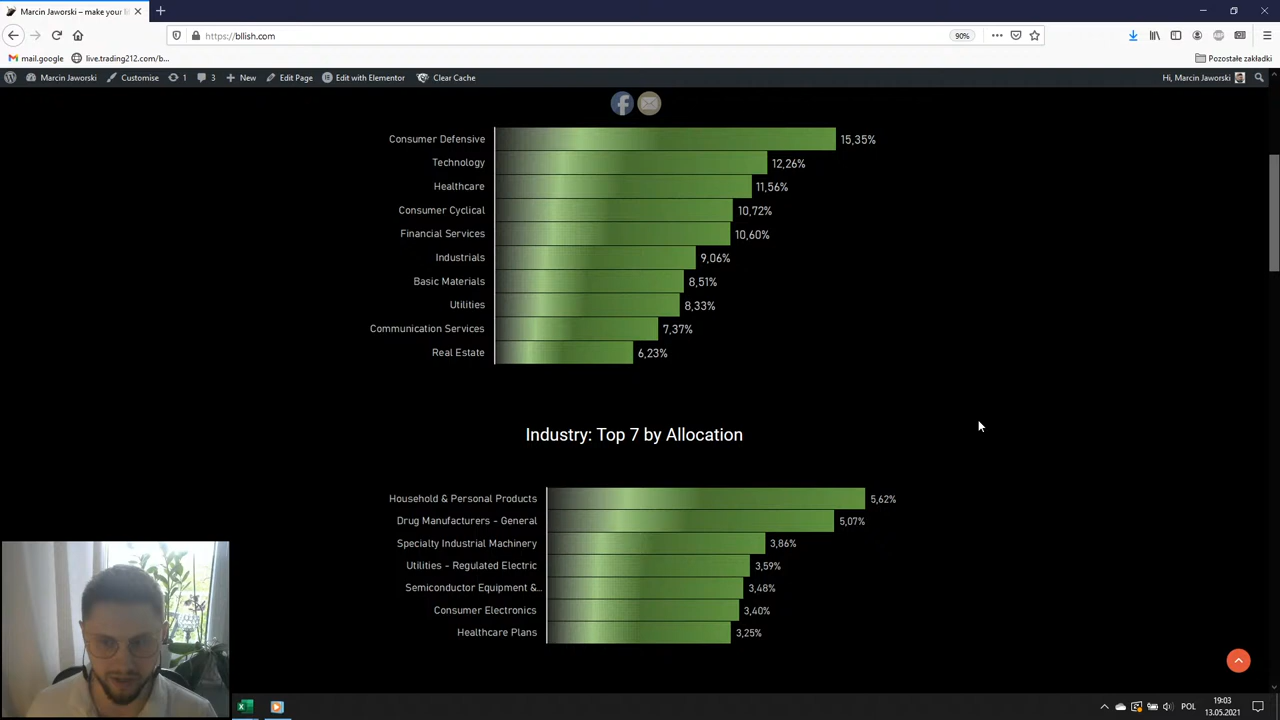 Marcin Jaworski – make your m
https://bllish.com
90%
mail.google
live.trading212.com/b...
Pozostałe zakładki
Marcin Jaworski
Customise
1
3
New
Edit Page
Edit with Elementor
Clear Cache
Hi, Marcin Jaworski
Consumer Defensive 15,35%
Technology 12,26%
Healthcare 11,56%
Consumer Cyclical 10,72%
Financial Services 10,60%
Industrials 9,06%
Basic Materials 8,51%
Utilities 8,33%
Communication Services 7,37%
Real Estate 6,23%
Industry: Top 7 by Allocation
Household & Personal Products 5,62%
Drug Manufacturers - General 5,07%
Specialty Industrial Machinery 3,86%
Utilities - Regulated Electric 3,59%
Semiconductor Equipment &... 3,48%
Consumer Electronics 3,40%
Healthcare Plans 3,25%
POL
19:03
13.05.2021